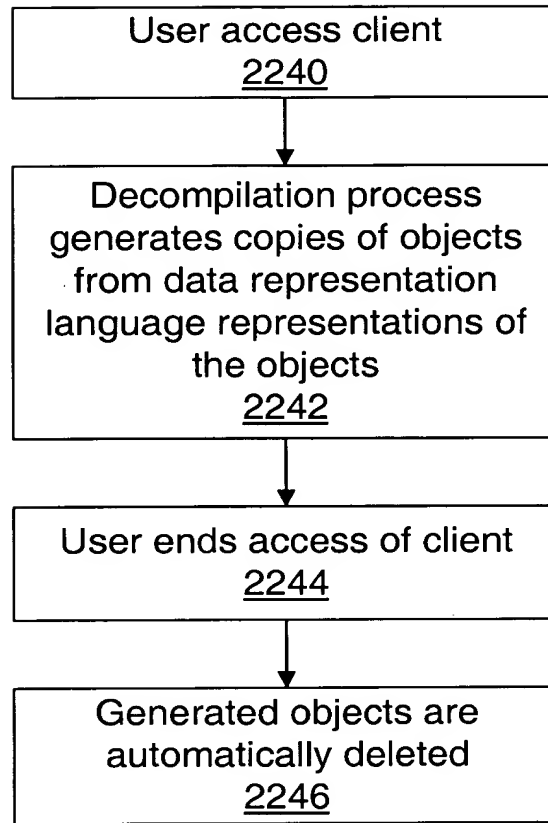 User access client
2240
Decompilation process
generates copies of objects
from data representation
language representations of
the objects
2242
User ends access of client
2244
Generated objects are
automatically deleted
2246